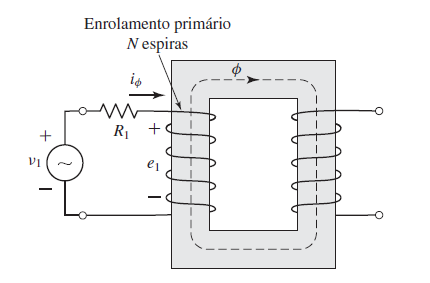 Enrolamento primário
N espiras
iϕ
ϕ
R1
+
e1
−
+
v1
−